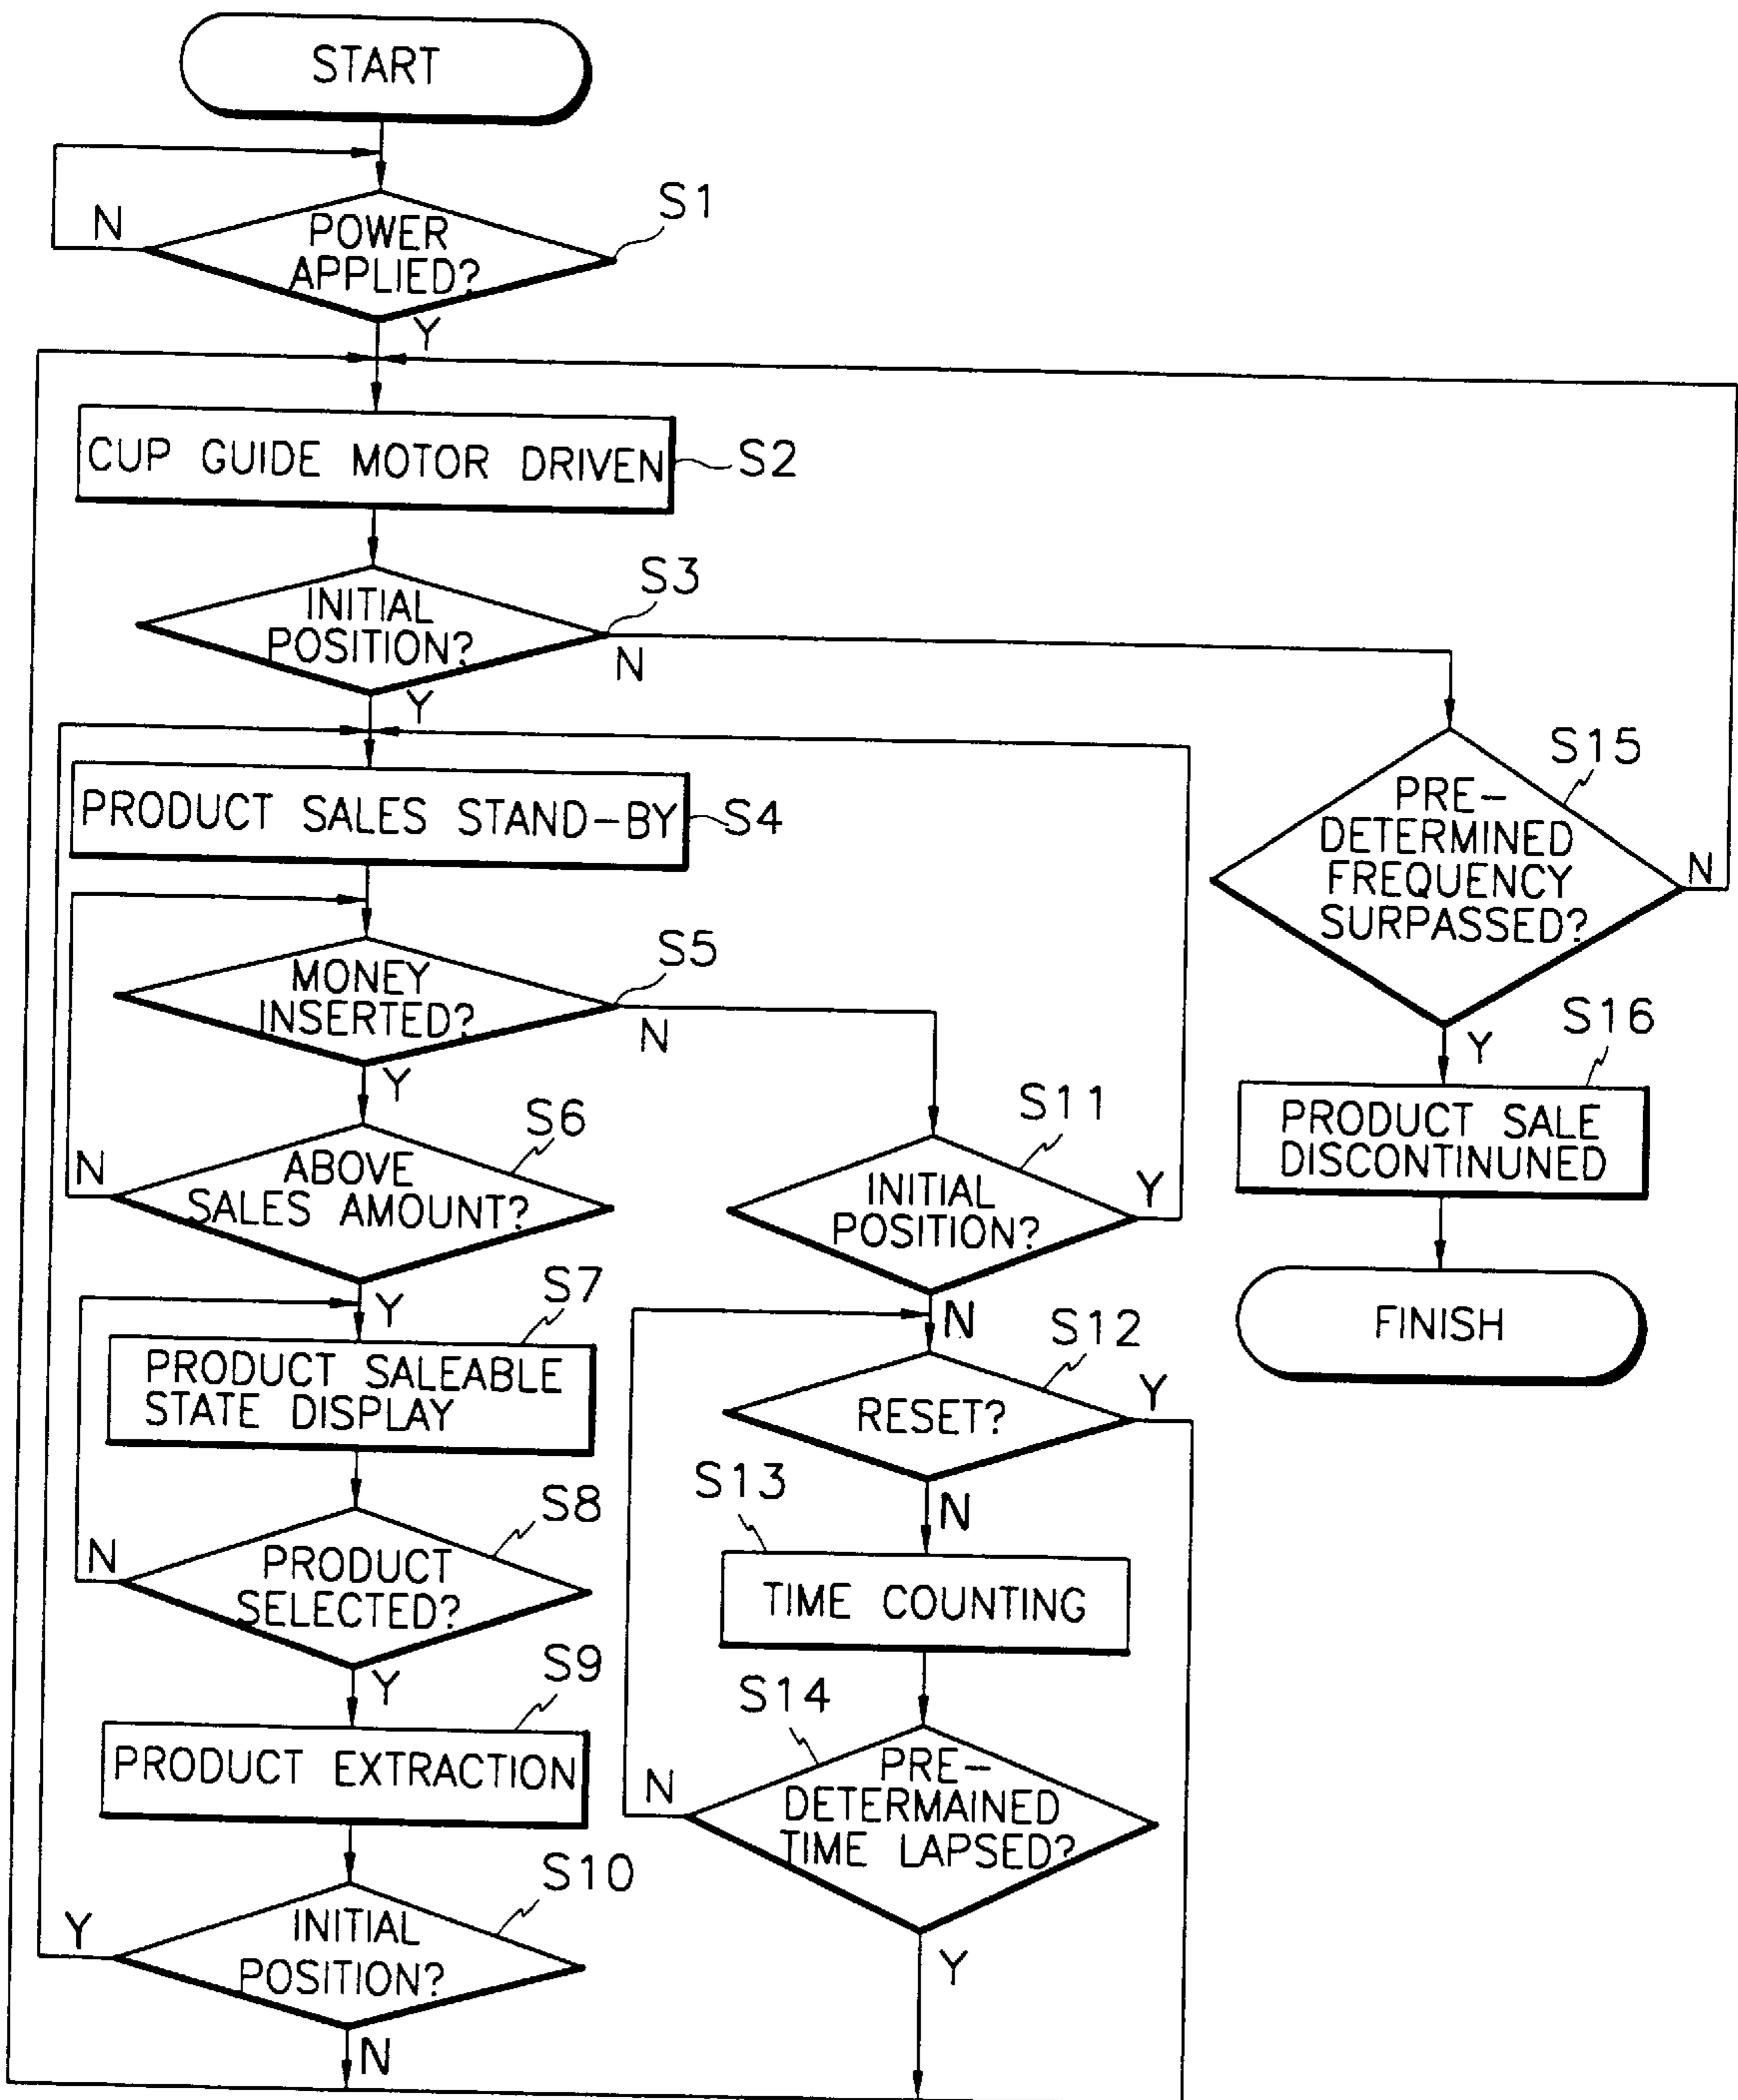 START
S1
N
POWER
APPLIED?
Y
CUP GUIDE MOTOR DRIVEN
S2
S3
INITIAL
POSITION?
N
Y
S15
PRODUCT SALES STAND-BY
S4
PRE-
DETERMINED
FREQUENCY
SURPASSED?
N
S5
MONEY
INSERTED?
N
Y
S16
Y
S6
S11
PRODUCT SALE
DISCONTINUNED
N
ABOVE
SALES AMOUNT?
INITIAL
POSITION?
Y
S7
Y
N
S12
FINISH
PRODUCT SALEABLE
STATE DISPLAY
RESET?
Y
S13
S8
N
N
PRODUCT
SELECTED?
TIME COUNTING
S9
Y
S14
PRODUCT EXTRACTION
N
PRE-
DETERMAINED
TIME LAPSED?
S10
Y
INITIAL
POSITION?
Y
N